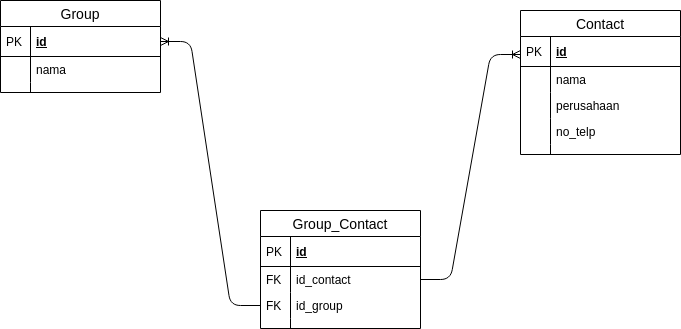 Group
PK id
nama
Contact
PK id
nama
perusahaan
no_telp
Group_Contact
PK id
FK id_contact
FK id_group